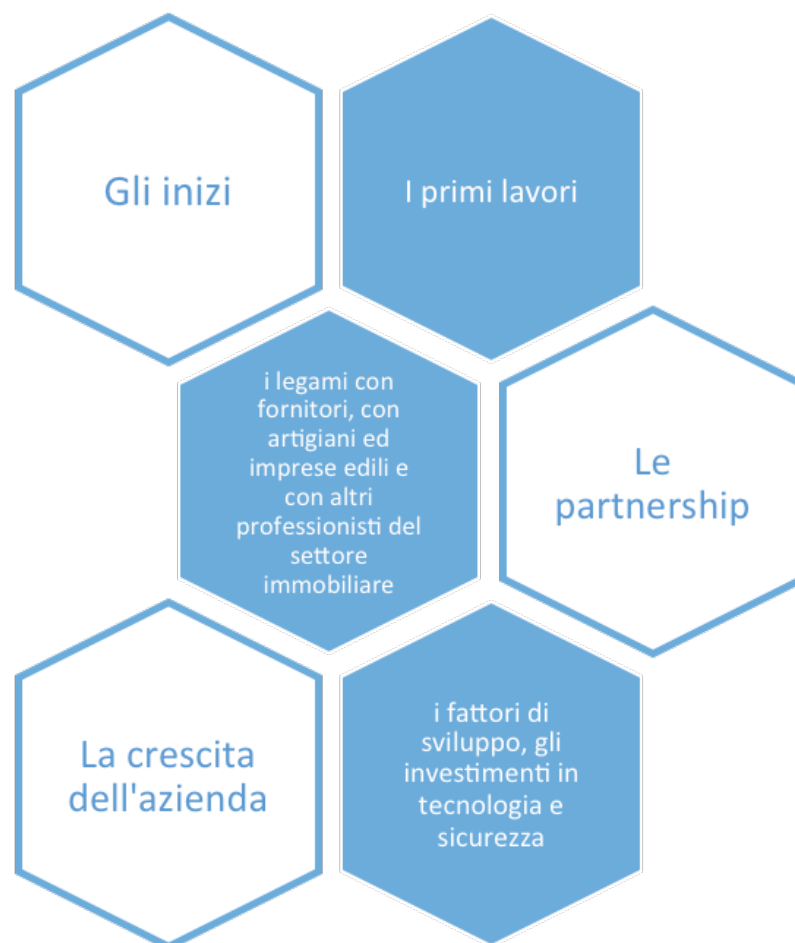 Gli inizi
I primi lavori
i legami con
fornitori, con
artigiani ed
imprese edili e
con altri
professionisti del
settore
immobiliare
Le
partnership
La crescita
dell'azienda
i fattori di
sviluppo, gli
investimenti in
tecnologia e
sicurezza